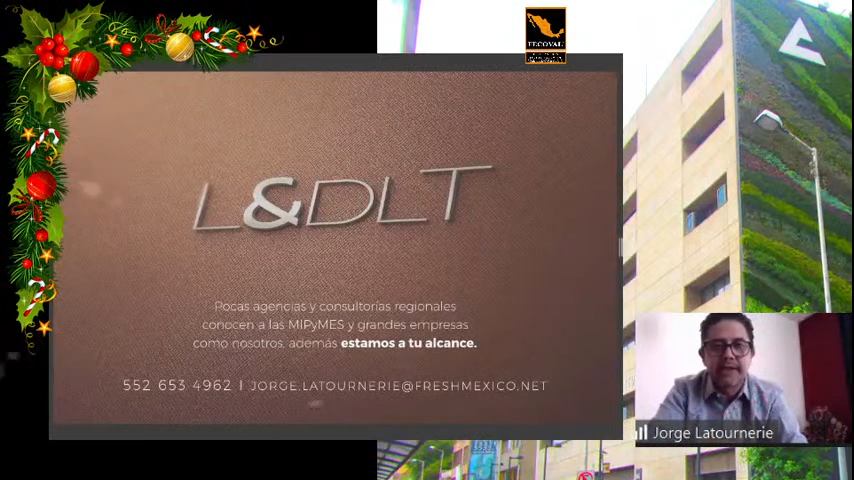 FECOVAL
L&DLT
Pocas agencias y consultorías regionales
conocen a las MIPyMES y grandes empresas
como nosotros, además estamos a tu alcance.
552 653 4962 | JORGE.LATOURNERIE@FRESHMEXICO.NET
Jorge Latournerie